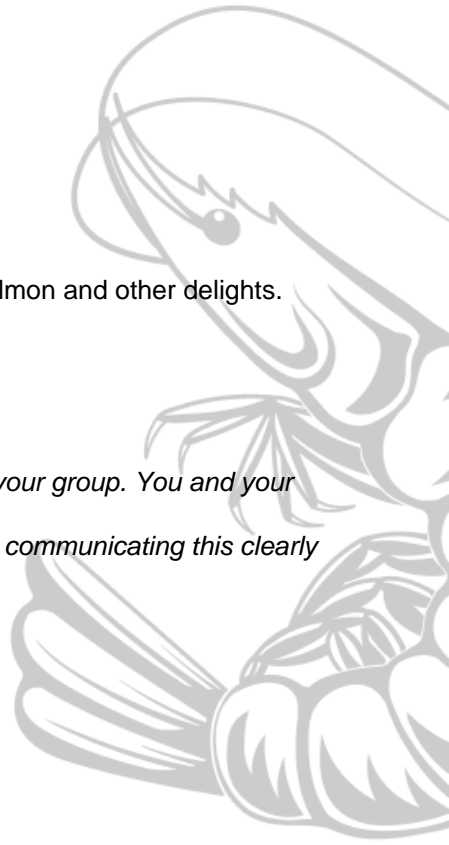 lmon and other delights.
your group. You and your
communicating this clearly